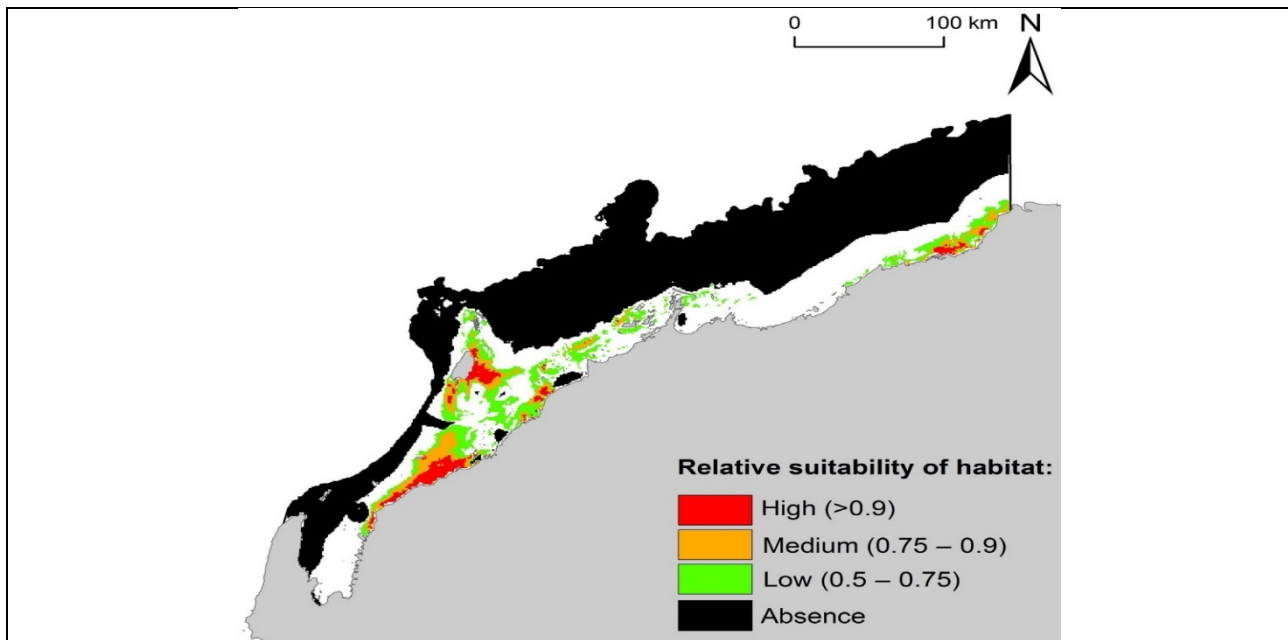 0 100 km
N
Relative suitability of habitat:
High (>0.9)
Medium (0.75 – 0.9)
Low (0.5 – 0.75)
Absence